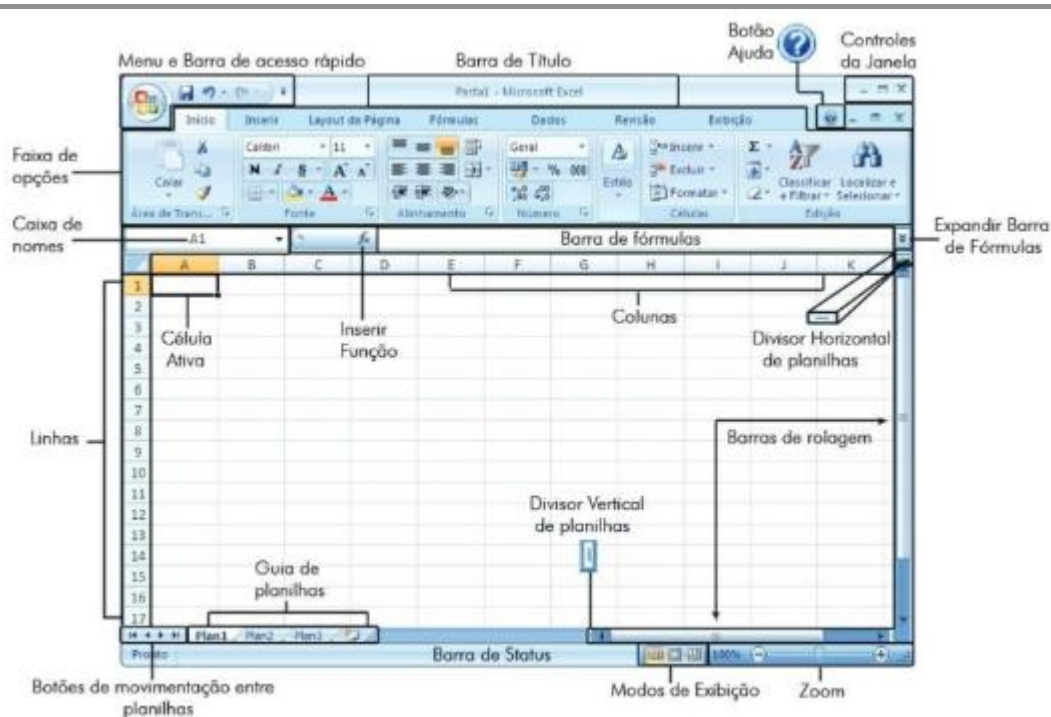 Botão
Ajuda
Controles
da Janela
Menu e Barra de acesso rápido
Barra de Título
Pasta1 - Microsoft Excel
Início Inserir Layout da Página Fórmulas Dados Revisão Exibição
Faixa de
opções
Colar
Calibri 11
N I S
A A
A
Geral
% 000
Estilo
Inserir
Excluir
Formatar
Σ
Classificar
e Filtrar
Localizar e
Selecionar
Área de Trans... Fonte Alinhamento Número Células Edição
Caixa de
nomes
A1
fx
Barra de fórmulas
Expandir Barra
de Fórmulas
A B C D E F G H I J K
1
2
3
4
5
6
7
8
9
10
11
12
13
14
15
16
17
Célula
Ativa
Inserir
Função
Colunas
Divisor Horizontal
de planilhas
Linhas
Barras de rolagem
Divisor Vertical
de planilhas
Guia de
planilhas
Plan1 Plan2 Plan3
Pronto
Barra de Status
100%
Botões de movimentação entre
planilhas
Modos de Exibição
Zoom